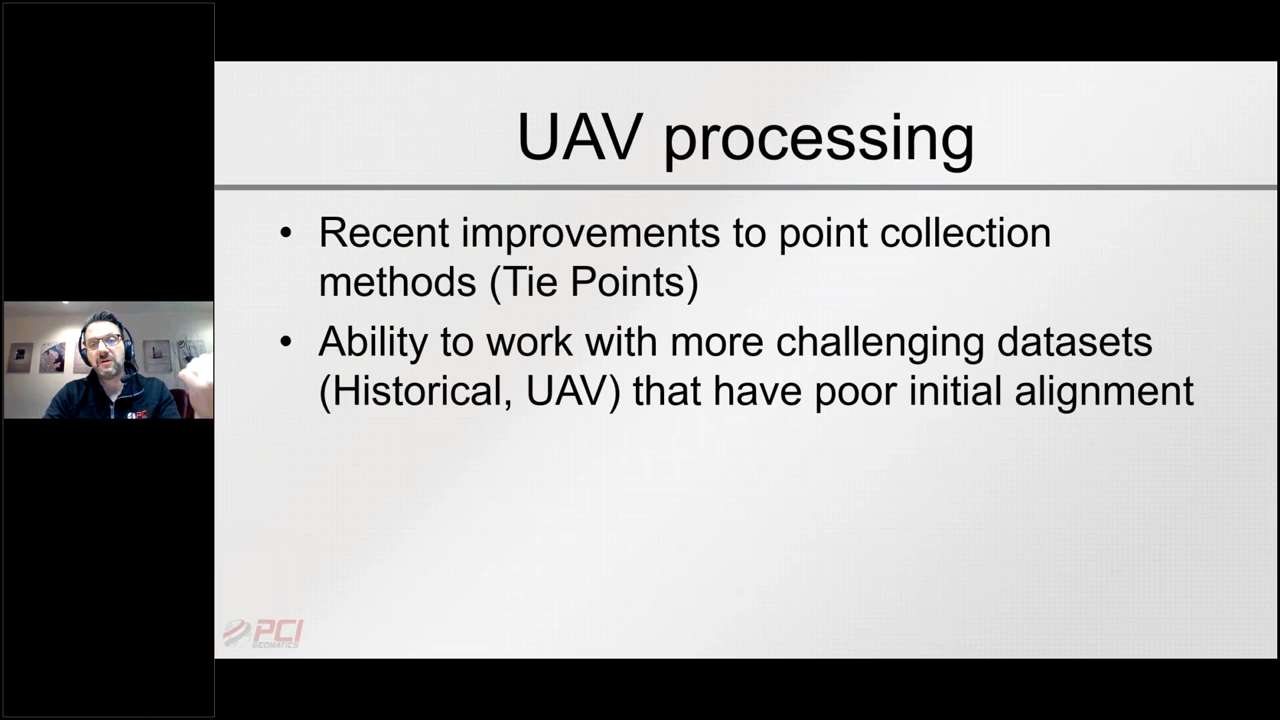 UAV processing
• Recent improvements to point collection
methods (Tie Points)
• Ability to work with more challenging datasets
(Historical, UAV) that have poor initial alignment
PCI
GEOMATICS
PCI